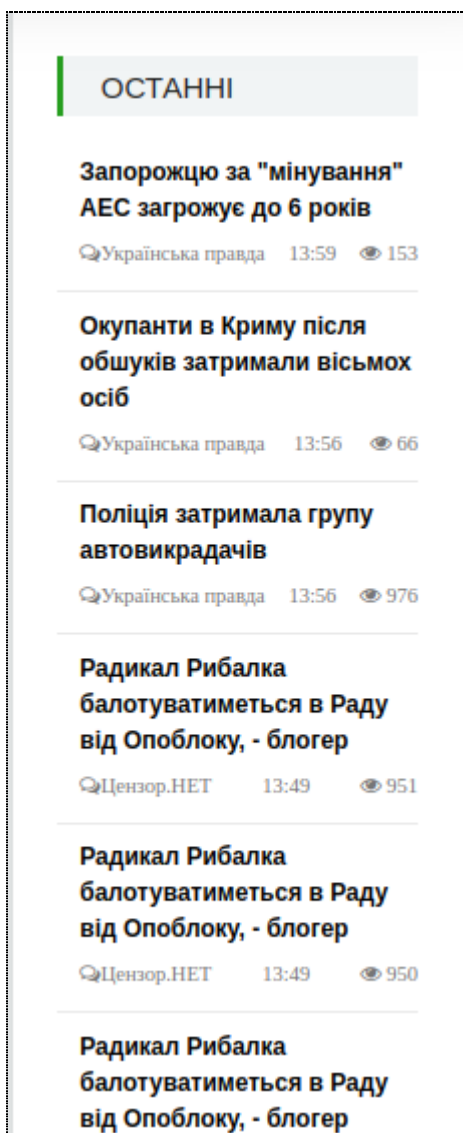 ОСТАННІ
Запорожцю за "мінування"
АЕС загрожує до 6 років
Українська правда 13:59 153
Окупанти в Криму після
обшуків затримали вісьмох
осіб
Українська правда 13:56 66
Поліція затримала групу
автовикрадачів
Українська правда 13:56 976
Радикал Рибалка
балотуватиметься в Раду
від Опоблоку, - блогер
Цензор.НЕТ 13:49 951
Радикал Рибалка
балотуватиметься в Раду
від Опоблоку, - блогер
Цензор.НЕТ 13:49 950
Радикал Рибалка
балотуватиметься в Раду
від Опоблоку, - блогер